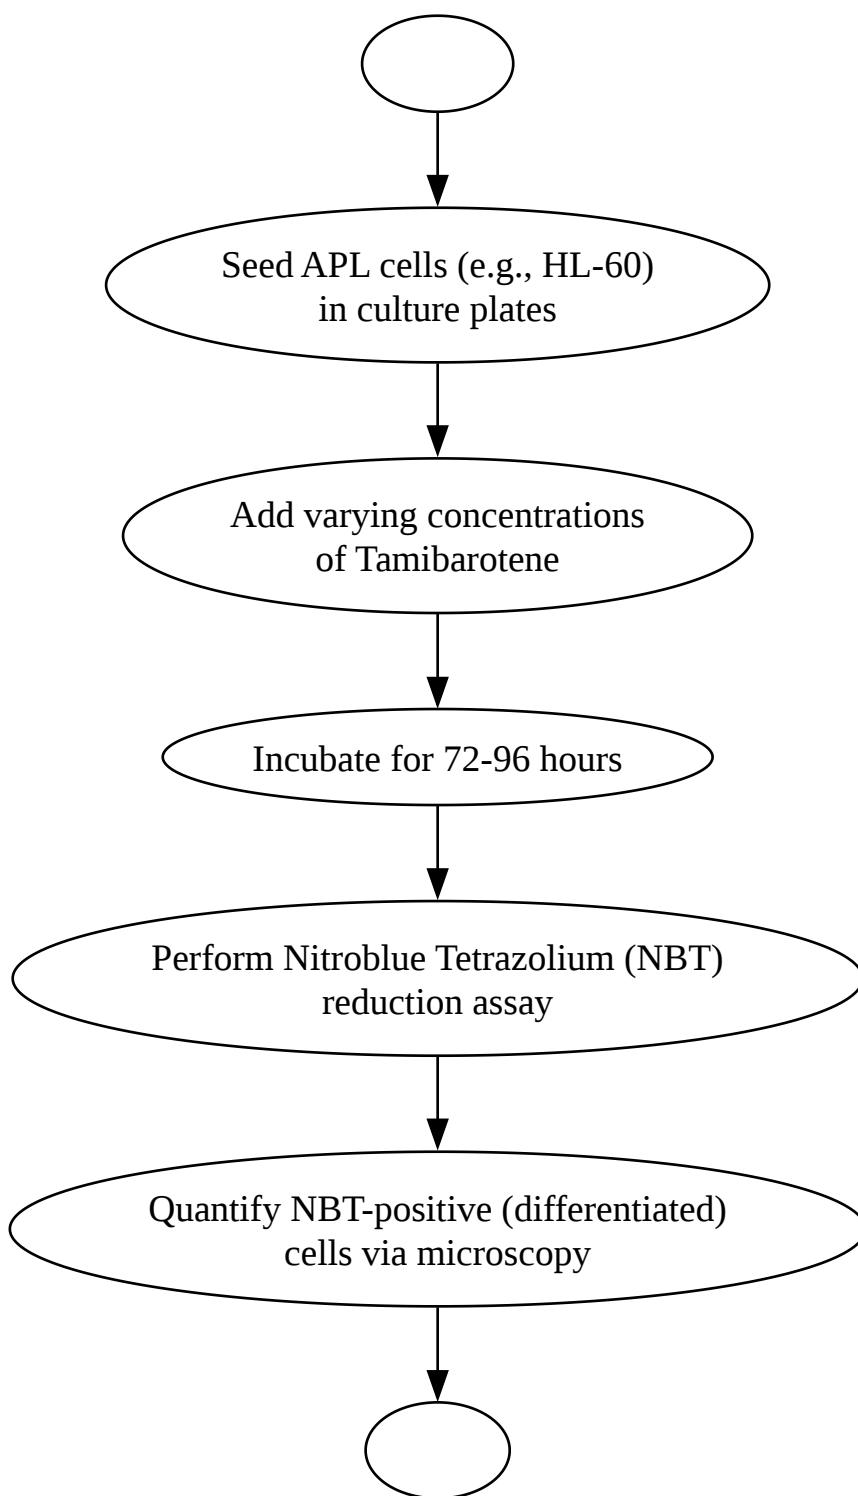 Seed APL cells (e.g., HL-60)
in culture plates
Add varying concentrations
of Tamibarotene
Incubate for 72-96 hours
Perform Nitroblue Tetrazolium (NBT)
reduction assay
Quantify NBT-positive (differentiated)
cells via microscopy